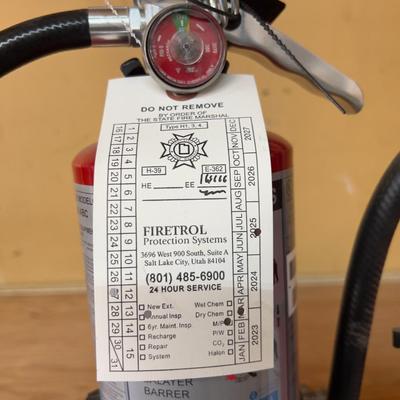 DO NOT REMOVE
BY ORDER OF
THE STATE FIRE MARSHAL
Type R1, 3, 4,
H-39
E-362
HE EE
FIRETROL
Protection Systems
3696 West 900 South, Suite A
Salt Lake City, Utah 84104
(801) 485-6900
24 HOUR SERVICE
New Ext.
Annual Insp.
6yr. Maint. Insp.
Recharge
Repair
System
Wet Chem
Dry Chem
M/P
P/W
CO2
Halon
1 2 3 4 5 6 7 8 9 10 11 12 13 14 15
16 17 18 19 20 21 22 23 24 25 26 27 28 29 30 31
JAN FEB MAR APR MAY JUN JUL AUG SEP OCT NOV DEC
2023 2024 2025 2026 2027
BARRER